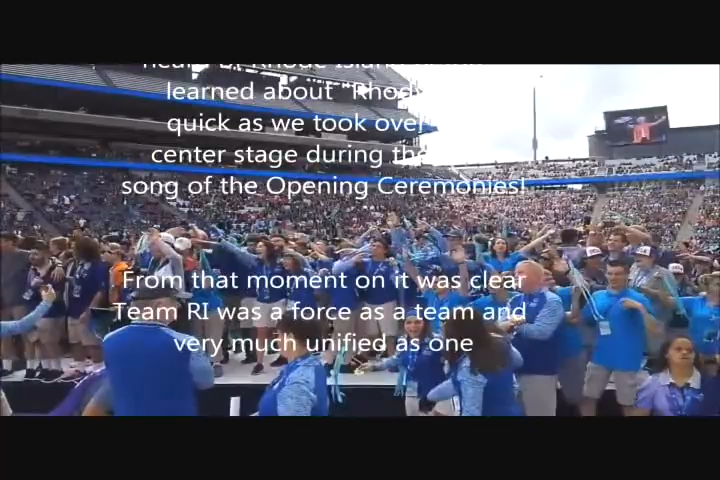 learned about "Rhod
quick as we took over
center stage during the
song of the Opening Ceremonies!
From that moment on it was clear
Team RI was a force as a team and
very much unified as one